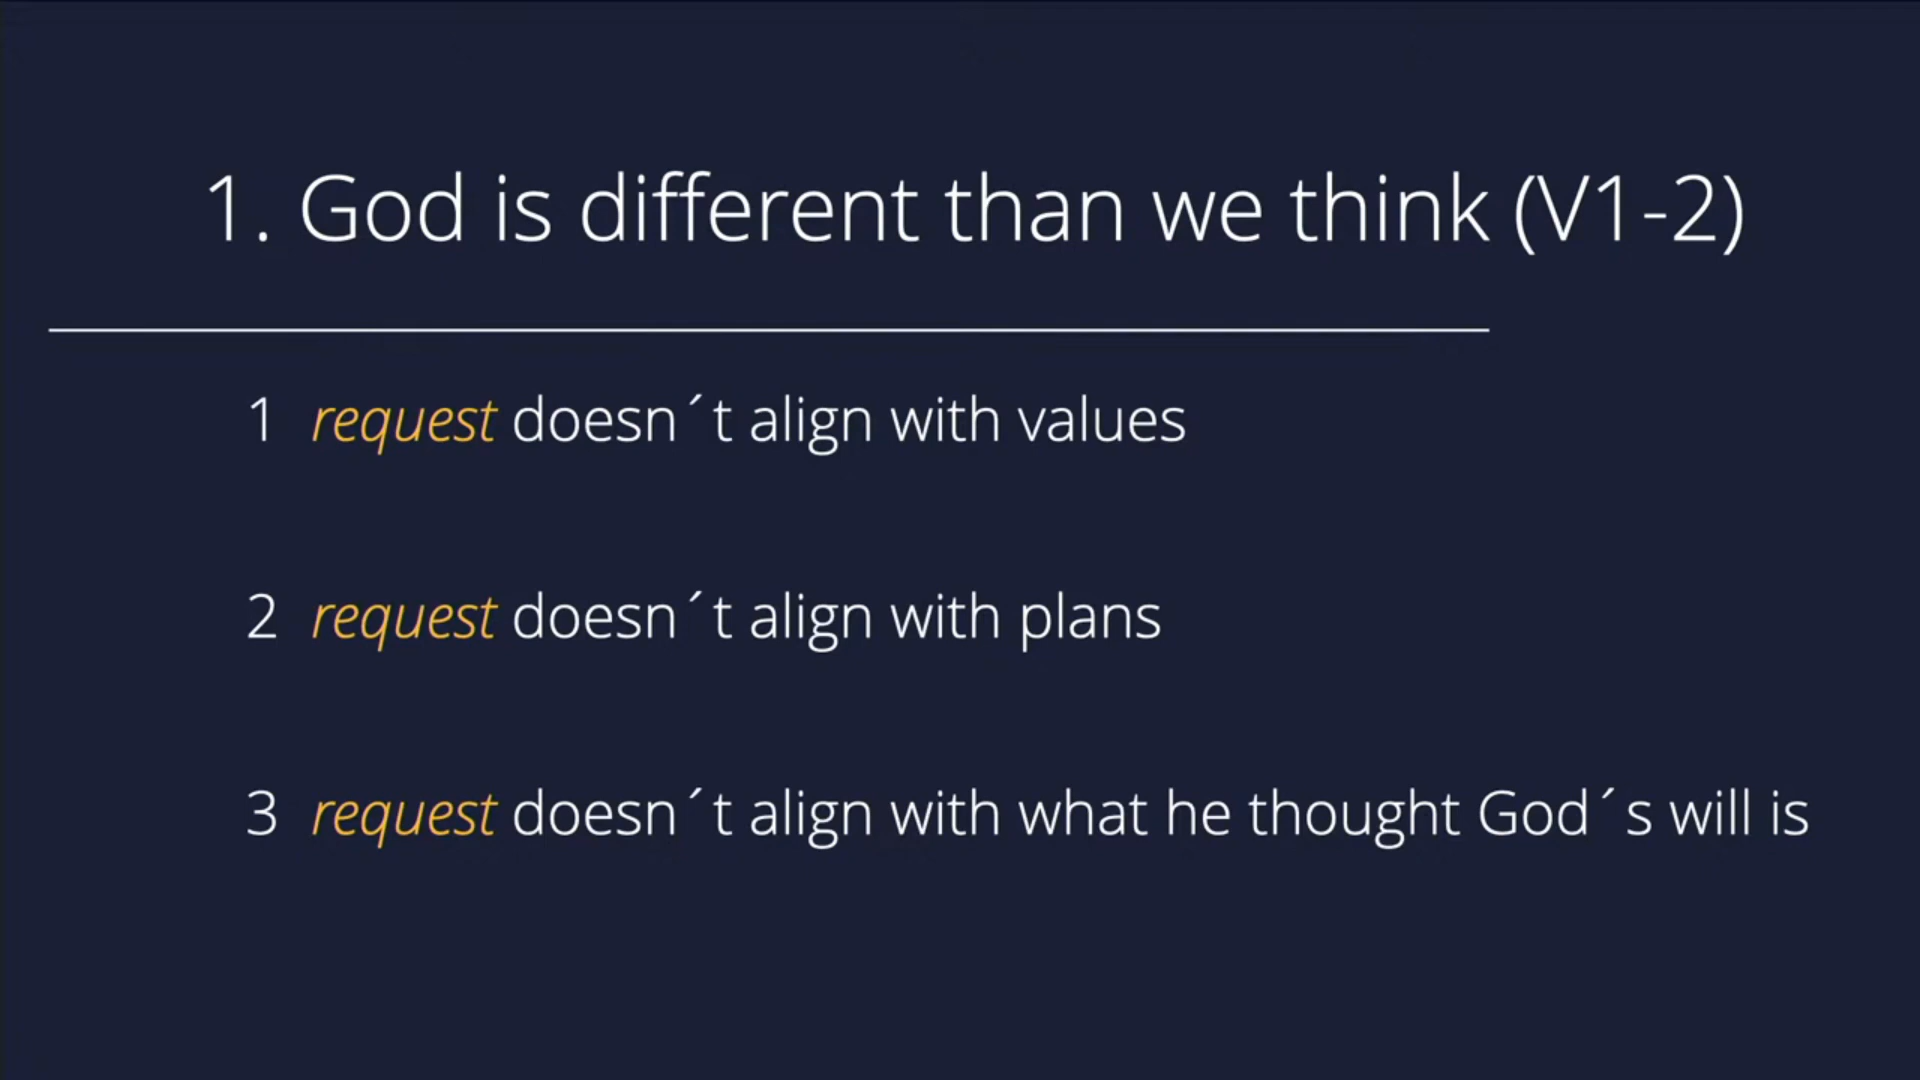 1. God is different than we think (V1-2)
1 request doesn´t align with values
2 request doesn´t align with plans
3 request doesn´t align with what he thought God´s will is